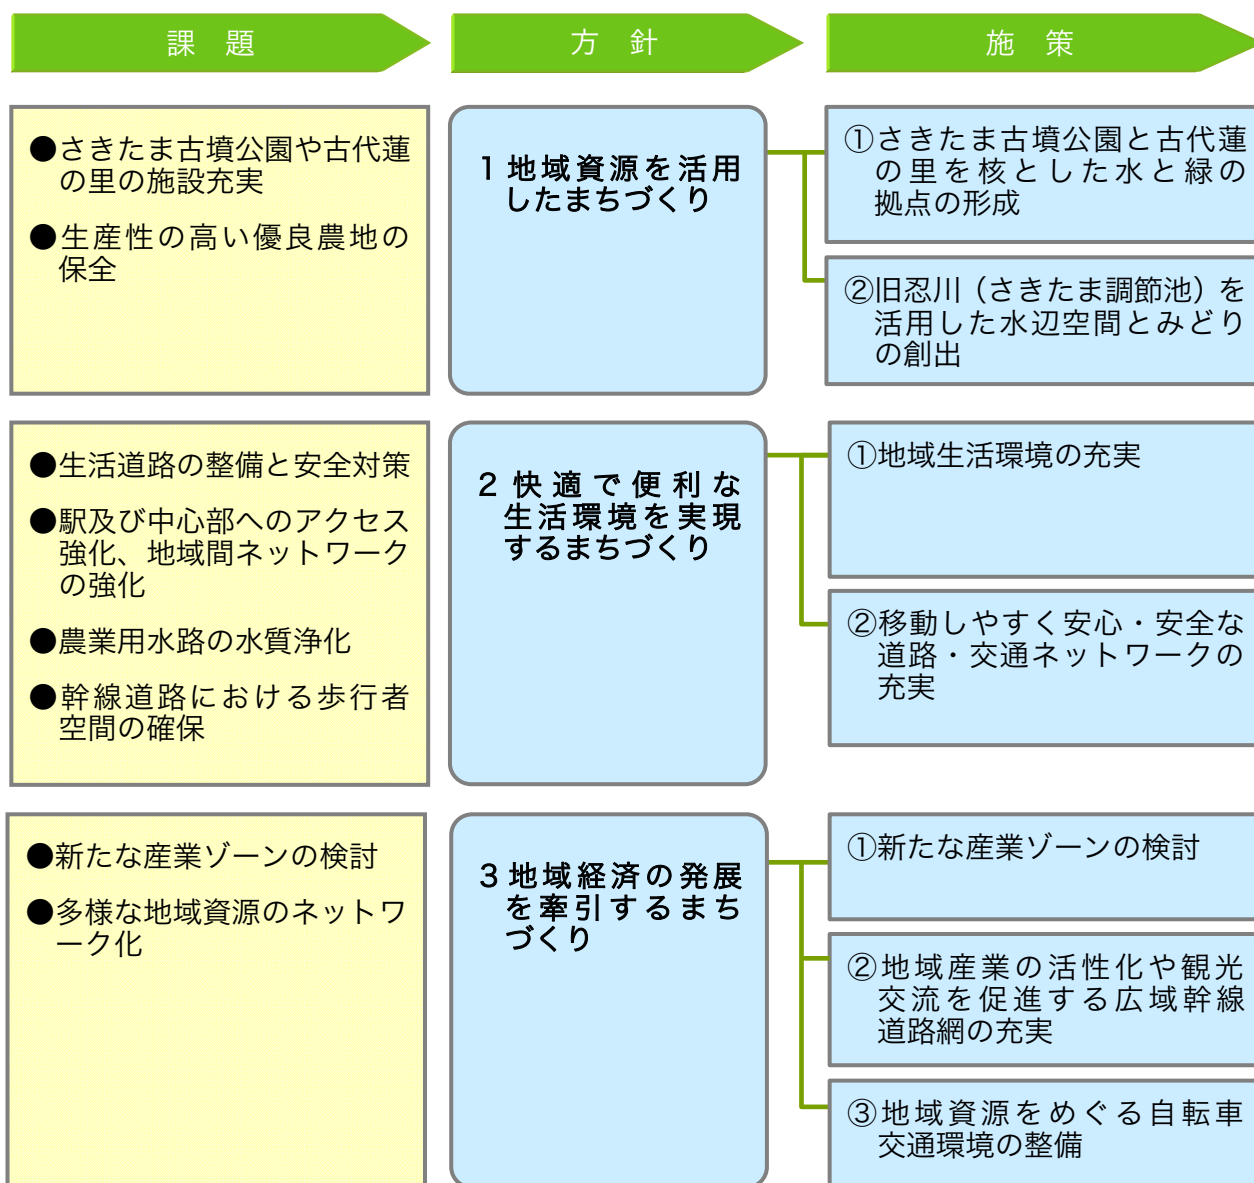 課題
方針
施策
●さきたま古墳公園や古代蓮
の里の施設充実
●生産性の高い優良農地の
保全
1 地域資源を活用
したまちづくり
①さきたま古墳公園と古代蓮
の里を核とした水と緑の
拠点の形成
②旧忍川（さきたま調節池）を
活用した水辺空間とみどり
の創出
●生活道路の整備と安全対策
●駅及び中心部へのアクセス
強化、地域間ネットワーク
の強化
●農業用水路の水質浄化
●幹線道路における歩行者
空間の確保
2 快適で便利な
生活環境を実現
するまちづくり
①地域生活環境の充実
②移動しやすく安心・安全な
道路・交通ネットワークの
充実
●新たな産業ゾーンの検討
●多様な地域資源のネットワ
ーク化
3 地域経済の発展
を牽引するまち
づくり
①新たな産業ゾーンの検討
②地域産業の活性化や観光
交流を促進する広域幹線
道路網の充実
③地域資源をめぐる自転車
交通環境の整備